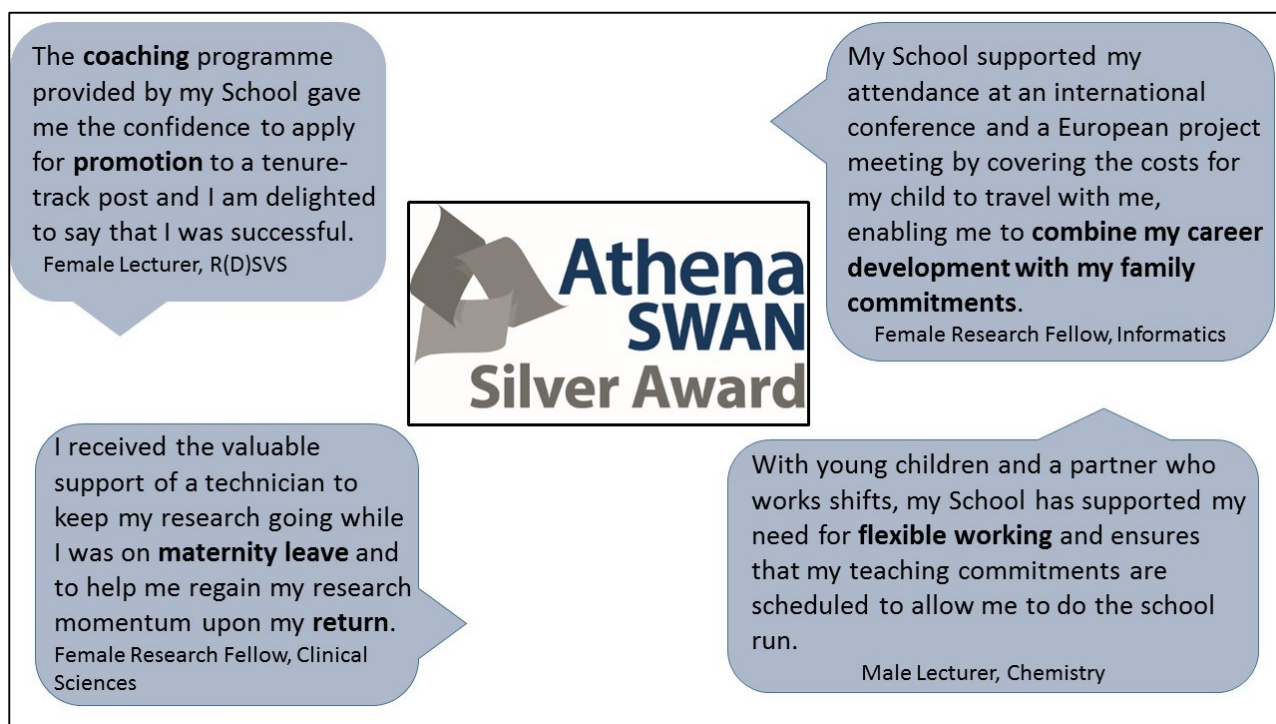 The coaching programme
provided by my School gave
me the confidence to apply
for promotion to a tenure-
track post and I am delighted
to say that I was successful.
Female Lecturer, R(D)SVS
My School supported my
attendance at an international
conference and a European project
meeting by covering the costs for
my child to travel with me,
enabling me to combine my career
development with my family
commitments.
Female Research Fellow, Informatics
Athena
SWAN
Silver Award
I received the valuable
support of a technician to
keep my research going while
I was on maternity leave and
to help me regain my research
momentum upon my return.
Female Research Fellow, Clinical
Sciences
With young children and a partner who
works shifts, my School has supported my
need for flexible working and ensures
that my teaching commitments are
scheduled to allow me to do the school
run.
Male Lecturer, Chemistry